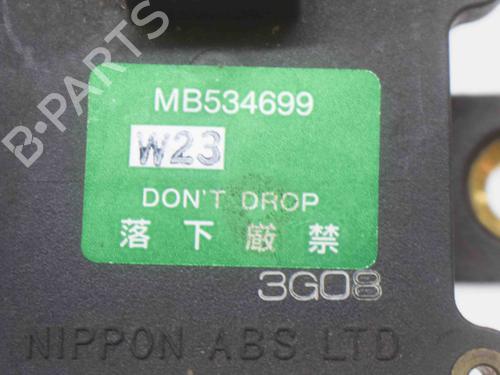 B-PARTS
MB534699
W23
DON'T DROP
落下厳禁
3G08
NIPPON ABS LTD